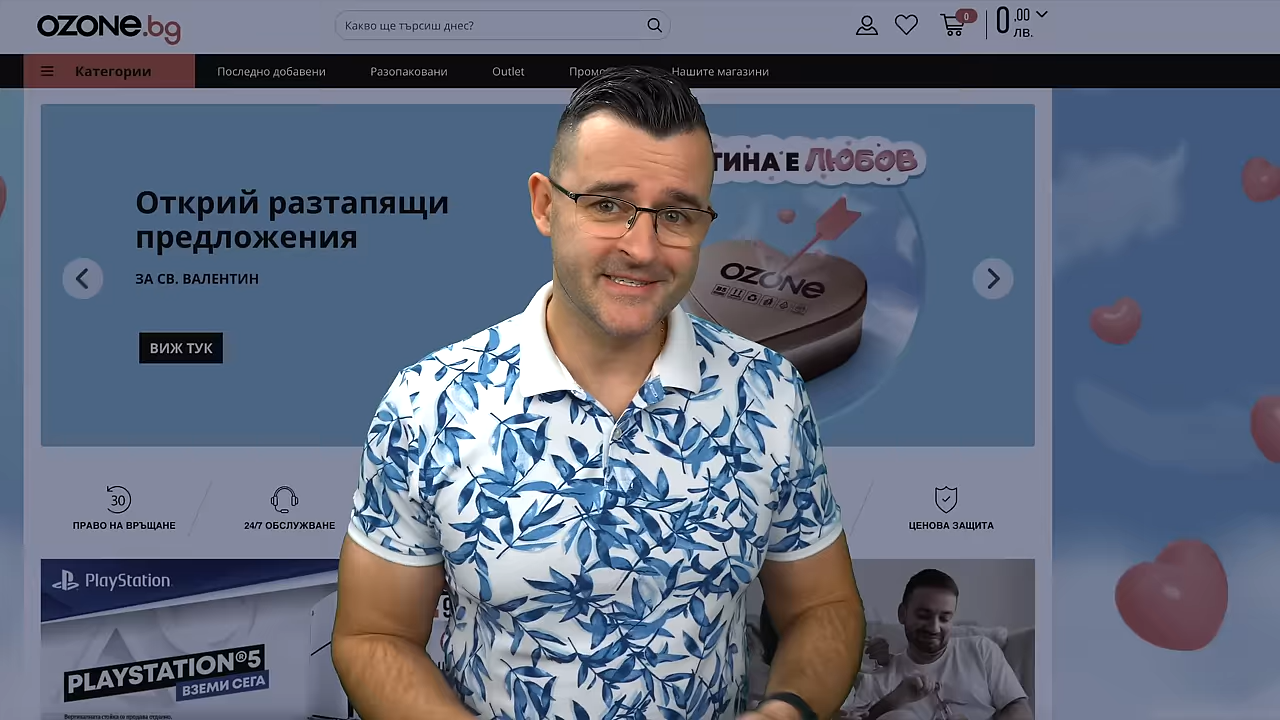 OZONE.bg
Какво ще търсиш днес?
0
0,00
лв.
Категории
Последно добавени
Разопаковани
Outlet
Нашите магазини
Е ЛЮБОВ
Открий разтапящи
предложения
ЗА СВ. ВАЛЕНТИН
OZONE
ВИЖ ТУК
30
ПРАВО НА ВРЪЩАНЕ
24/7 ОБСЛУЖВАНЕ
ЦЕНОВА ЗАЩИТА
PlayStation
PLAYSTATION®5
ВЗЕМИ СЕГА